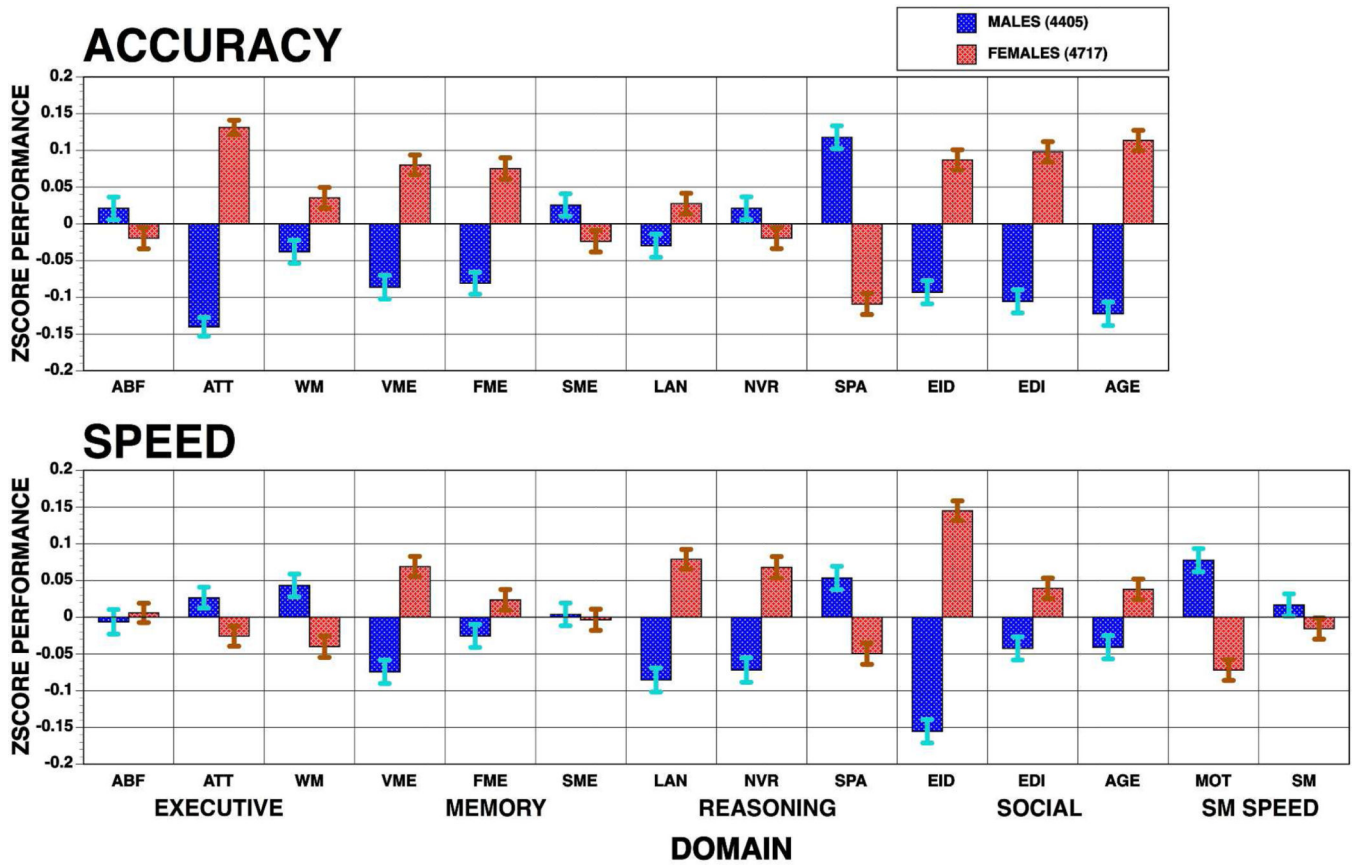 MALES (4405)
FEMALES (4717)
ACCURACY
ZSCORE PERFORMANCE
0.2
0.15
0.1
0.05
0
-0.05
-0.1
-0.15
-0.2
ABF ATT WM VME FME SME LAN NVR SPA EID EDI AGE
SPEED
ZSCORE PERFORMANCE
0.2
0.15
0.1
0.05
0
-0.05
-0.1
-0.15
-0.2
ABF ATT WM VME FME SME LAN NVR SPA EID EDI AGE MOT SM
EXECUTIVE MEMORY REASONING SOCIAL SM SPEED
DOMAIN